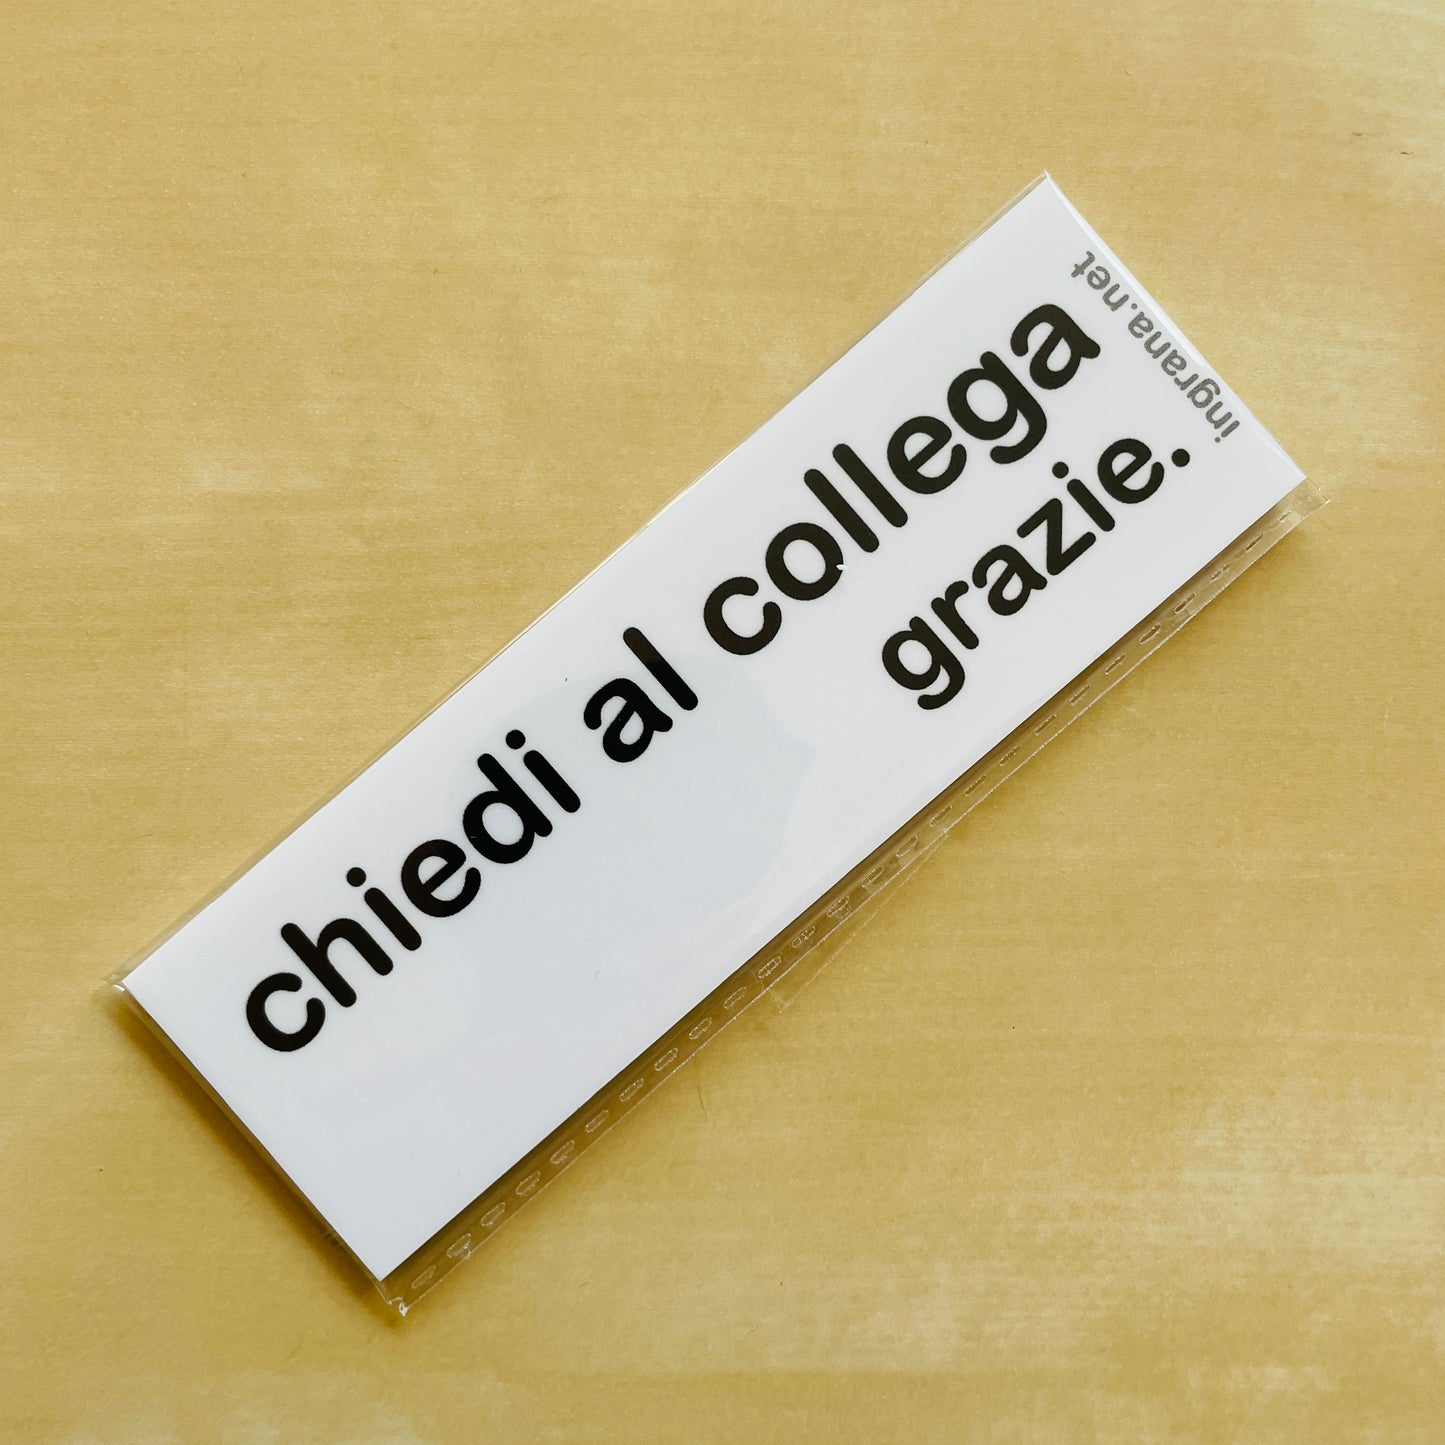 chiedi al collega
grazie.
ingrana.net